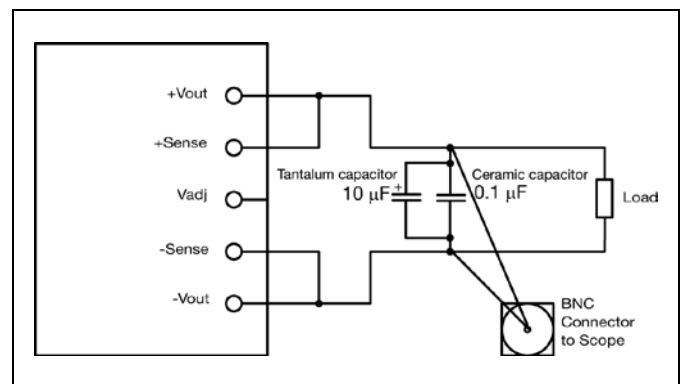 +Vout
+Sense
Vadj
-Sense
-Vout
Tantalum capacitor
10 μF
+
Ceramic capacitor
0.1 μF
Load
BNC
Connector
to Scope